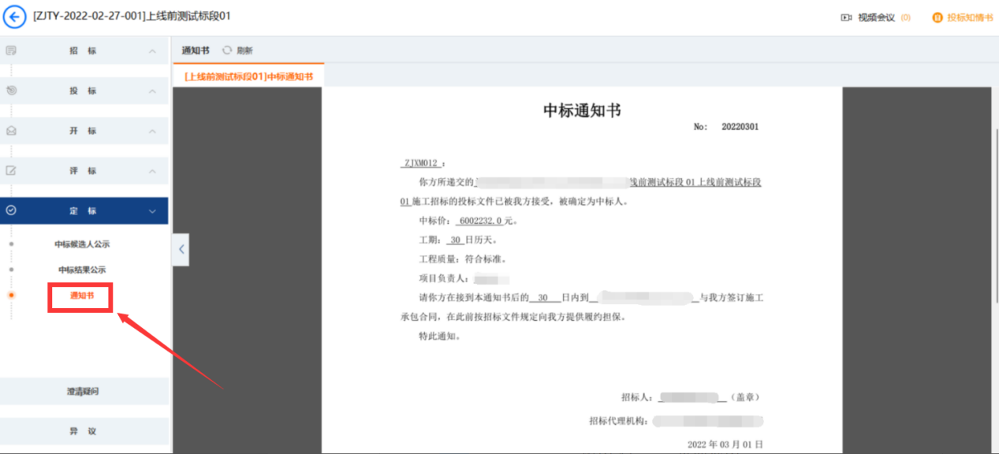 [ZJTY-2022-02-27-001]上线前测试标段01
视频会议 (0) 投标知情书
招 标
投 标
开 标
评 标
定 标
中标候选人公示
中标结果公示
通知书
澄清疑问
异 议
通知书 刷新
[上线前测试标段01]中标通知书
中标通知书
No: 20220301
ZJXM012 :
你方所递交的 线前测试标段 01 上线前测试标段
01 施工招标的投标文件已被我方接受，被确定为中标人。
中标价: 6002232.0 元。
工期: 30 日历天。
工程质量: 符合标准。
项目负责人:
请你方在接到本通知书后的 30 日内到 与我方签订施工
承包合同，在此前按招标文件规定向我方提供履约担保。
特此通知。
招标人: （盖章）
招标代理机构:
2022 年 03 月 01 日